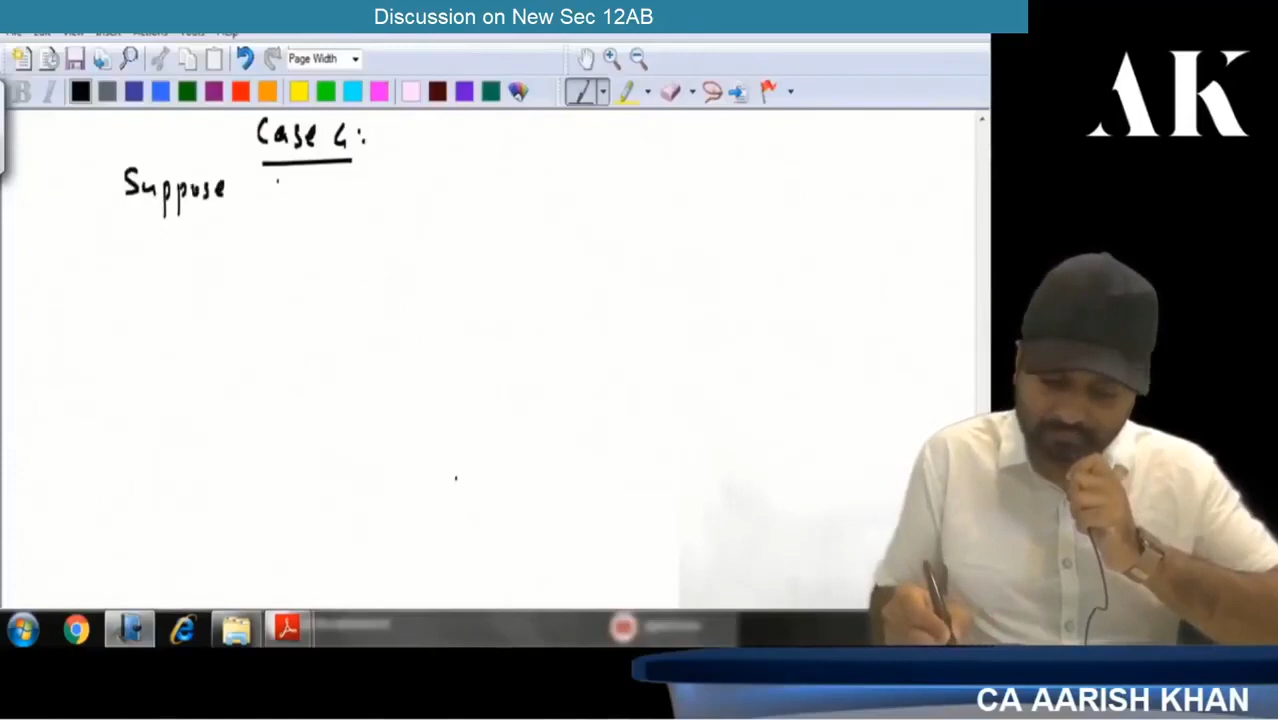 Discussion on New Sec 12AB
Page Width
B I
AK
Case 4:
Suppose
CA AARISH KHAN